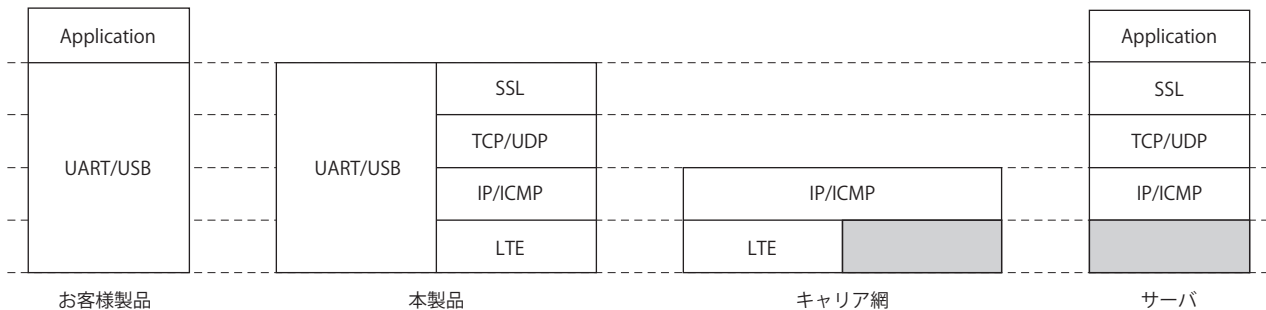 Application
Application
SSL
SSL
TCP/UDP
TCP/UDP
UART/USB
UART/USB
IP/ICMP
IP/ICMP
IP/ICMP
LTE
LTE
お客様製品
本製品
キャリア網
サーバ